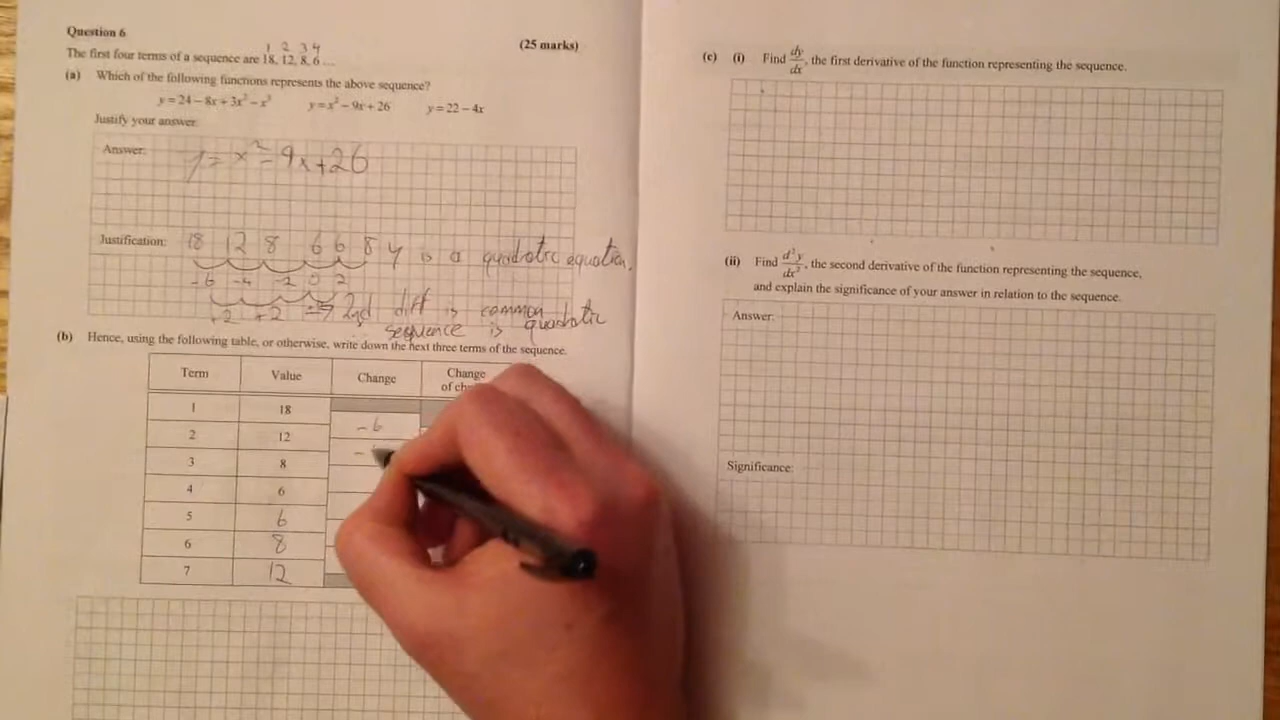 Question 6
(25 marks)
1 2 3 4
The first four terms of a sequence are 18, 12, 8, 6 ....
(a) Which of the following functions represents the above sequence?
y = 24 − 8x + 3x² − x³ y = x² − 9x + 26 y = 22 − 4x
Justify your answer.
Answer: y = x² − 9x + 26
Justification: 18 12 8 6 6 8 y is a quadratic equation.
-6 -4 -2 0 2
+2 +2 ⇒ 2nd diff is common
sequence is quadratic
(b) Hence, using the following table, or otherwise, write down the next three terms of the sequence.
Term Value Change Change
of
1 18
-6
2 12
-
3 8
4 6
5 6
6 8
7 12
(c) (i) Find dy/dx, the first derivative of the function representing the sequence.
(ii) Find d²y/dx², the second derivative of the function representing the sequence,
and explain the significance of your answer in relation to the sequence.
Answer:
Significance: